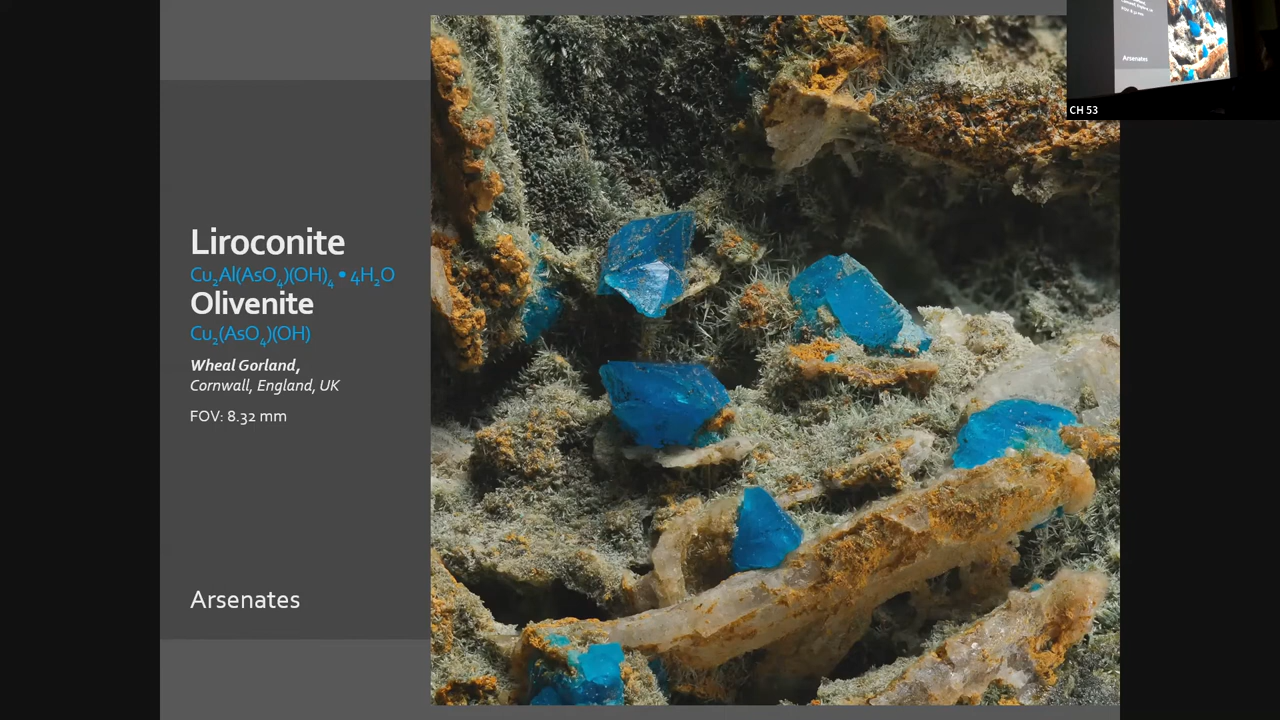 Liroconite
Cu₂Al(AsO₄)(OH)₄ • 4H₂O
Olivenite
Cu₂(AsO₄)(OH)
Wheal Gorland,
Cornwall, England, UK
FOV: 8.32 mm
Arsenates
CH 53
Arsenates